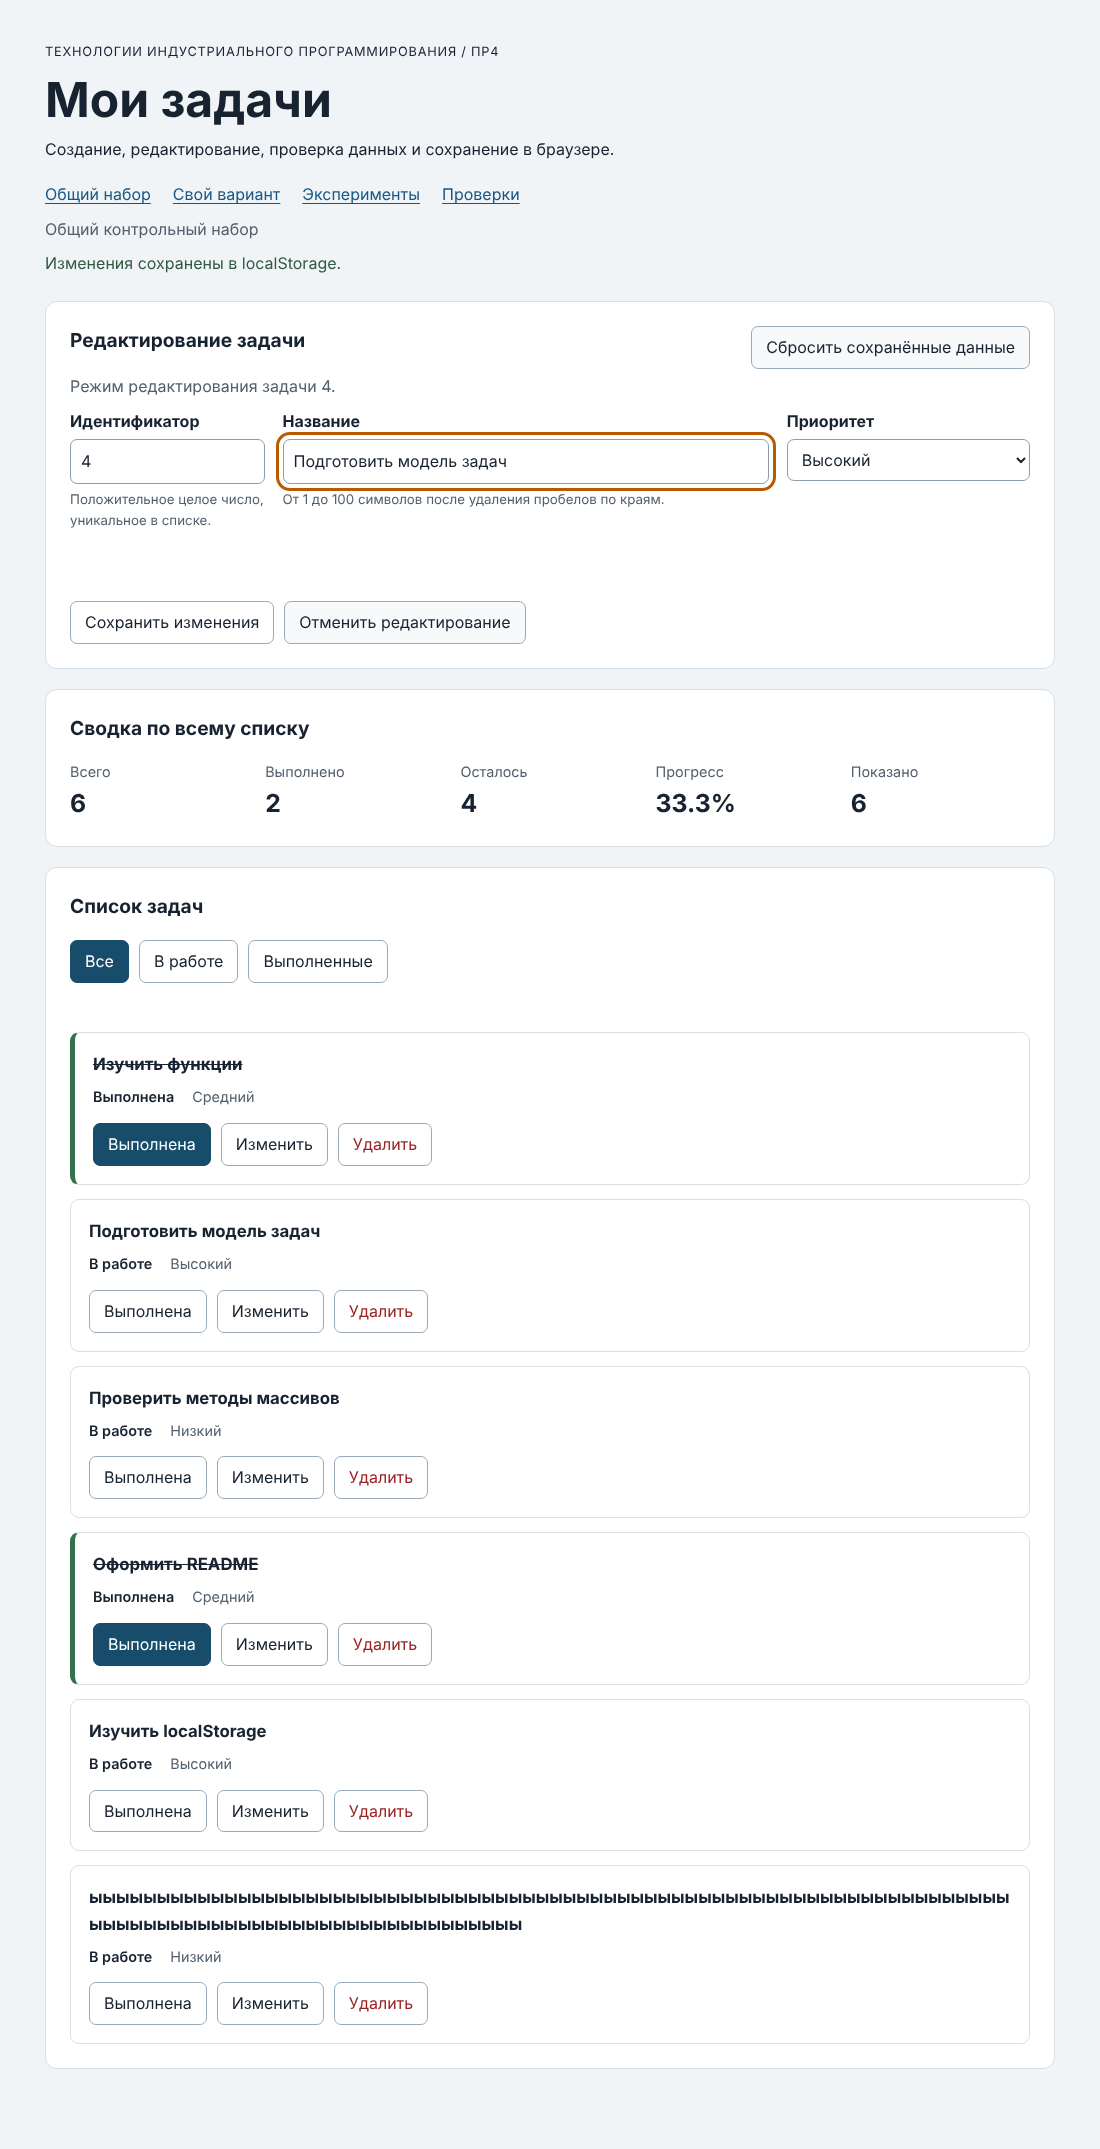 ТЕХНОЛОГИИ ИНДУСТРИАЛЬНОГО ПРОГРАММИРОВАНИЯ / ПР4
Мои задачи
Создание, редактирование, проверка данных и сохранение в браузере.
Общий набор Свой вариант Эксперименты Проверки
Общий контрольный набор
Изменения сохранены в localStorage.
Редактирование задачи
Сбросить сохранённые данные
Режим редактирования задачи 4.
Идентификатор Название Приоритет
4 Подготовить модель задач Высокий
Положительное целое число, От 1 до 100 символов после удаления пробелов по краям.
уникальное в списке.
Сохранить изменения Отменить редактирование
Сводка по всему списку
Всего Выполнено Осталось Прогресс Показано
6 2 4 33.3% 6
Список задач
Все В работе Выполненные
Изучить функции
Выполнена Средний
Выполнена Изменить Удалить
Подготовить модель задач
В работе Высокий
Выполнена Изменить Удалить
Проверить методы массивов
В работе Низкий
Выполнена Изменить Удалить
Оформить README
Выполнена Средний
Выполнена Изменить Удалить
Изучить localStorage
В работе Высокий
Выполнена Изменить Удалить
ыыыыыыыыыыыыыыыыыыыыыыыыыыыыыыыыыыыыыыыыыыыыыыыыыыыыыыыыыыыыыыыыыыыы
ыыыыыыыыыыыыыыыыыыыыыыыыыыыыыыыы
В работе Низкий
Выполнена Изменить Удалить